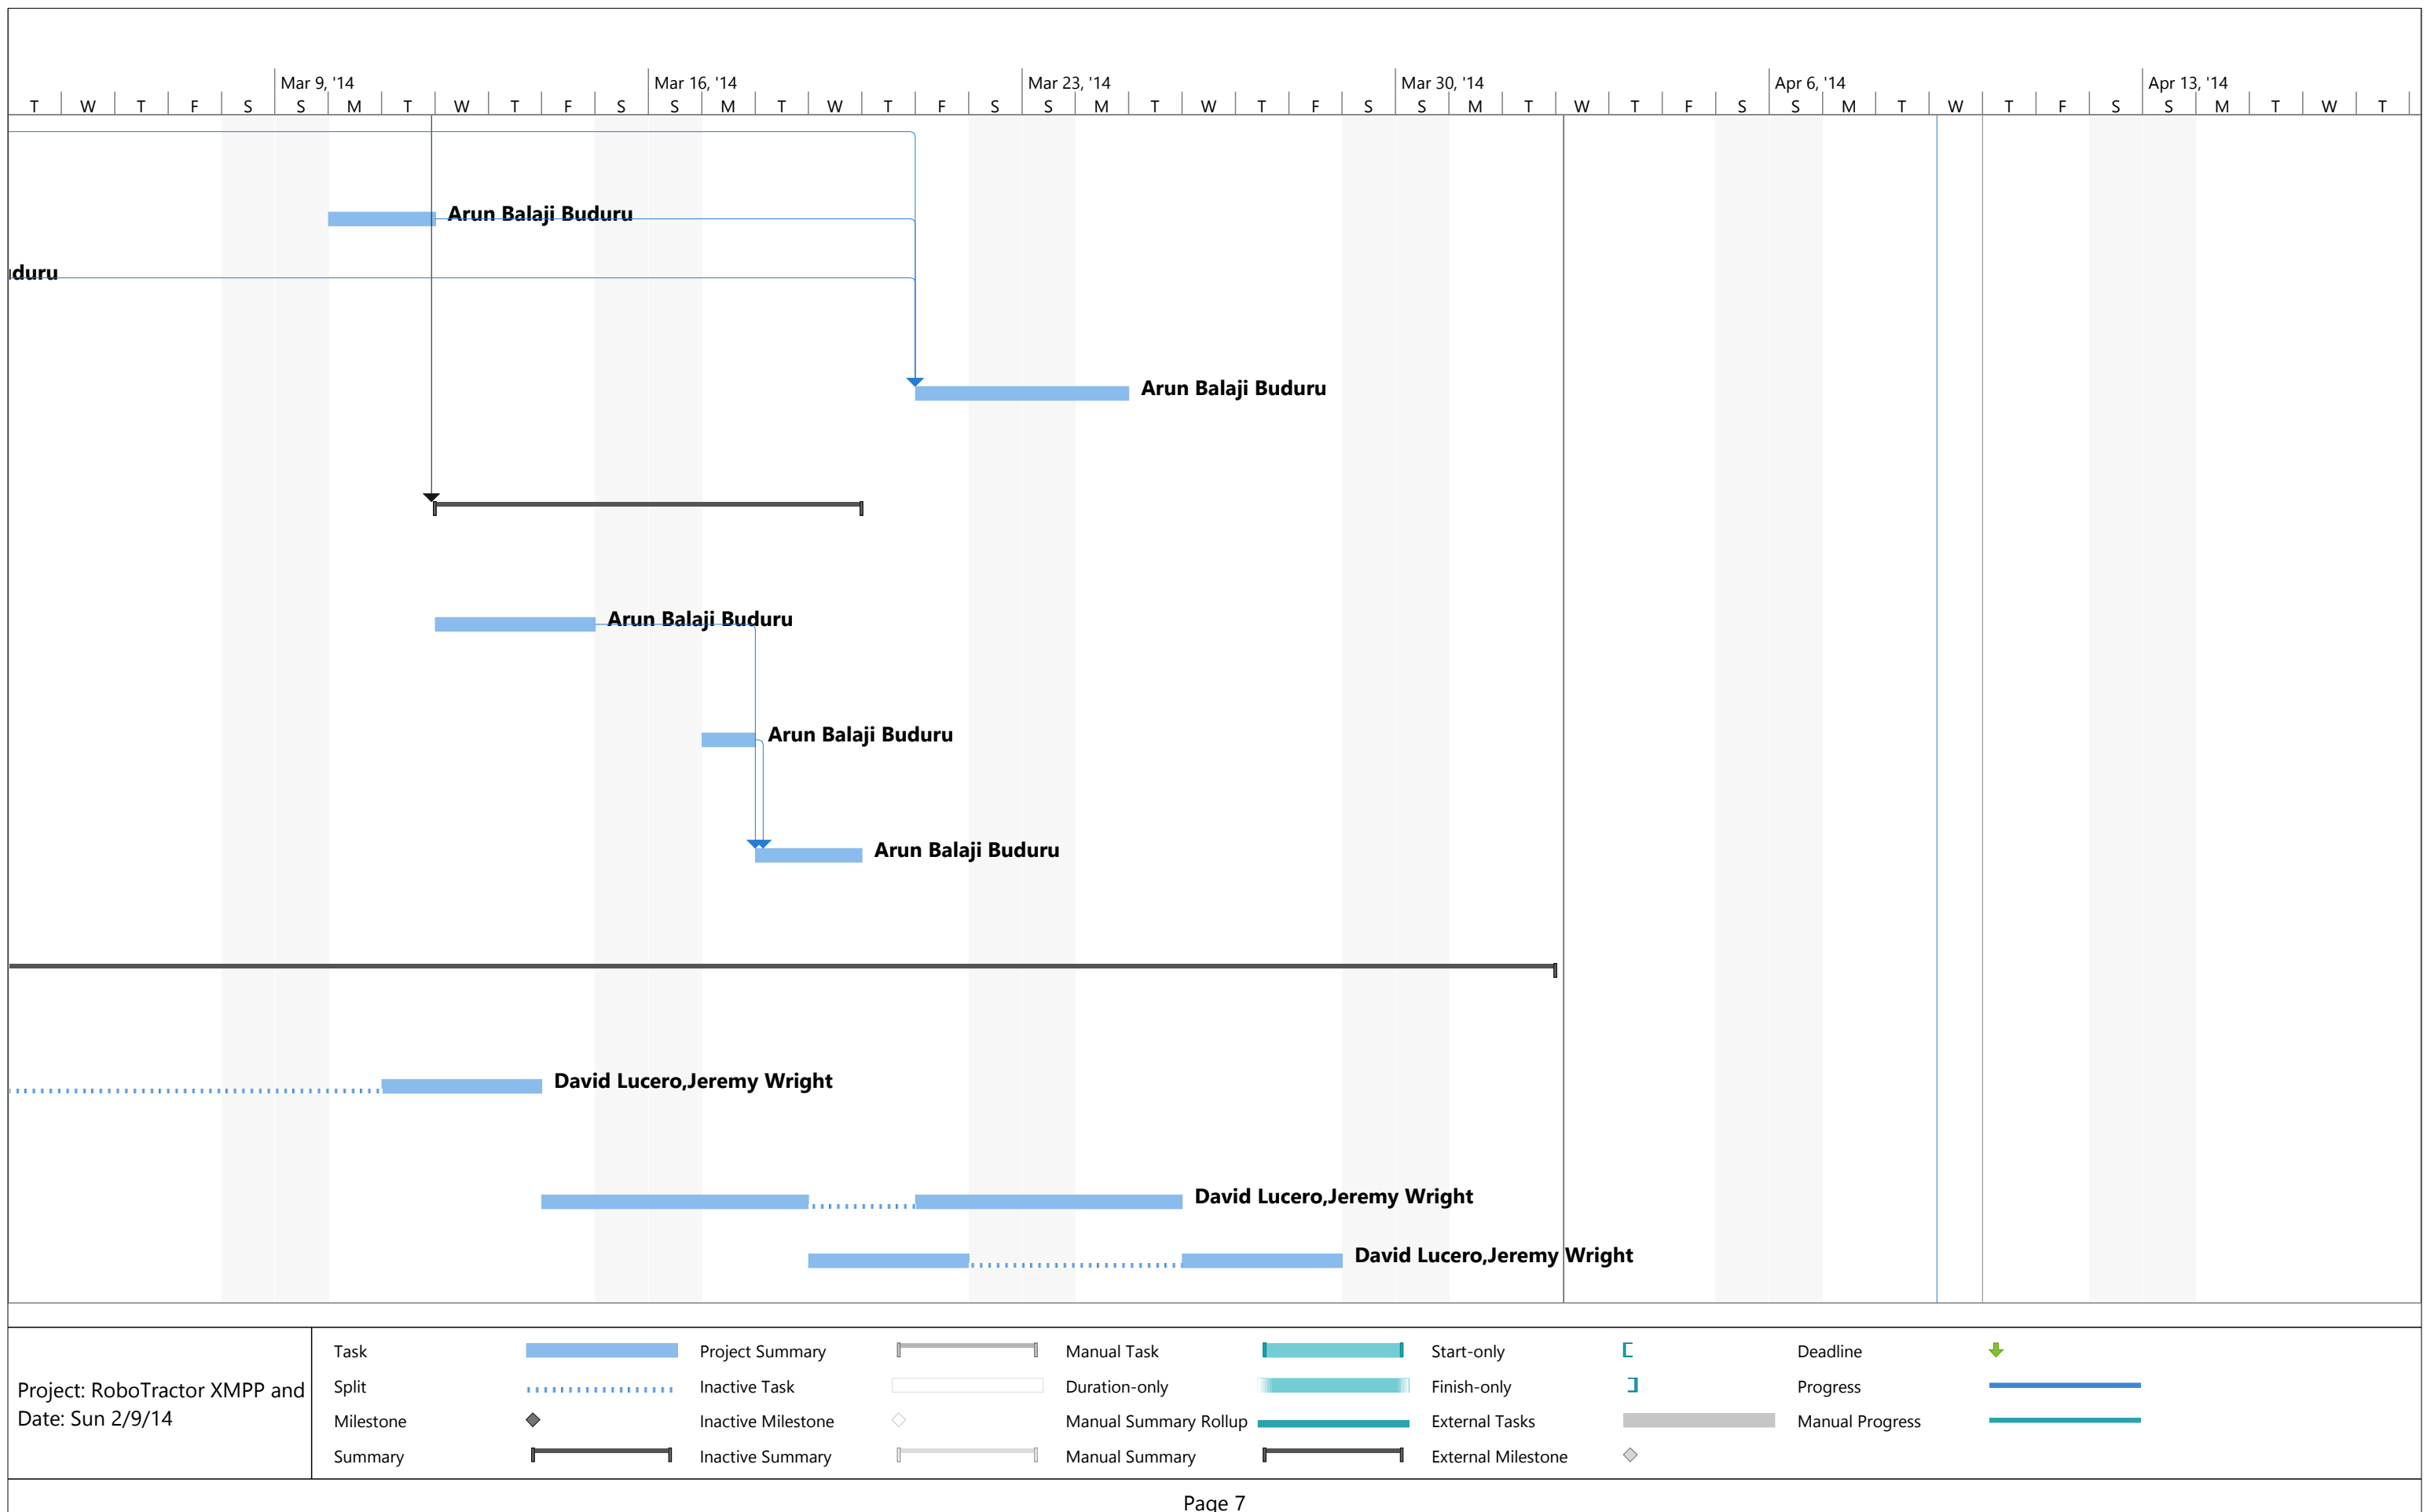 Mar 9, '14 Mar 16, '14 Mar 23, '14 Mar 30, '14 Apr 6, '14 Apr 13, '14
T W T F S S M T W T F S S M T W T F S S M T W T F S S M T W T F S S M T W T F S S M T W T
Arun Balaji Buduru
duru
Arun Balaji Buduru
Arun Balaji Buduru
Arun Balaji Buduru
Arun Balaji Buduru
David Lucero,Jeremy Wright
David Lucero,Jeremy Wright
David Lucero,Jeremy Wright
Project: RoboTractor XMPP and
Date: Sun 2/9/14
Task Project Summary Manual Task Start-only Deadline
Split Inactive Task Duration-only Finish-only Progress
Milestone Inactive Milestone Manual Summary Rollup External Tasks Manual Progress
Summary Inactive Summary Manual Summary External Milestone
Page 7